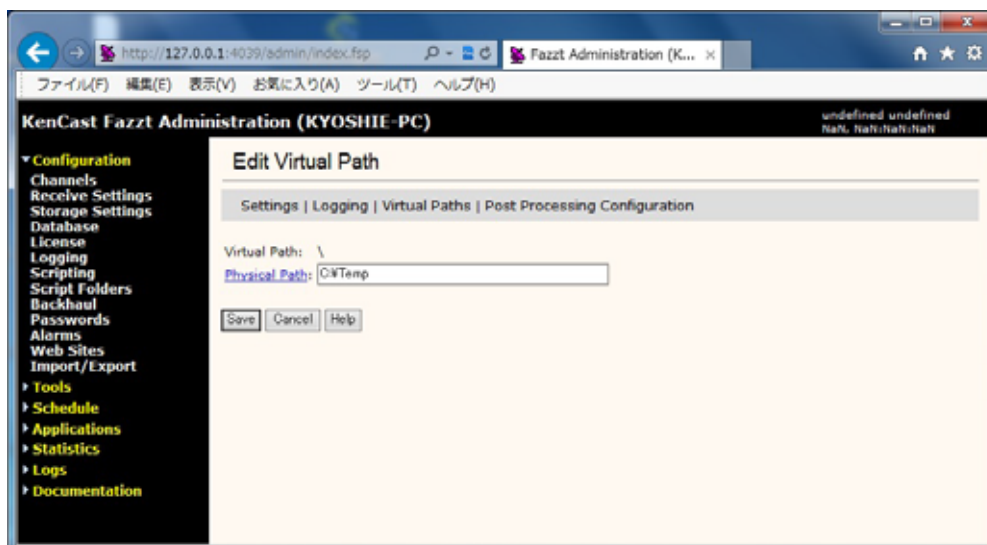 http://127.0.0.1:4039/admin/index.fsp
Fazzt Administration (K...
ファイル(F) 編集(E) 表示(V) お気に入り(A) ツール(T) ヘルプ(H)
KenCast Fazzt Administration (KYOSHIE-PC)
undefined undefined
NaN, NaN:NaN:NaN
Configuration
Channels
Receive Settings
Storage Settings
Database
License
Logging
Scripting
Script Folders
Backhaul
Passwords
Alarms
Web Sites
Import/Export
Tools
Schedule
Applications
Statistics
Logs
Documentation
Edit Virtual Path
Settings | Logging | Virtual Paths | Post Processing Configuration
Virtual Path: \
Physical Path: C:¥Temp
Save Cancel Help